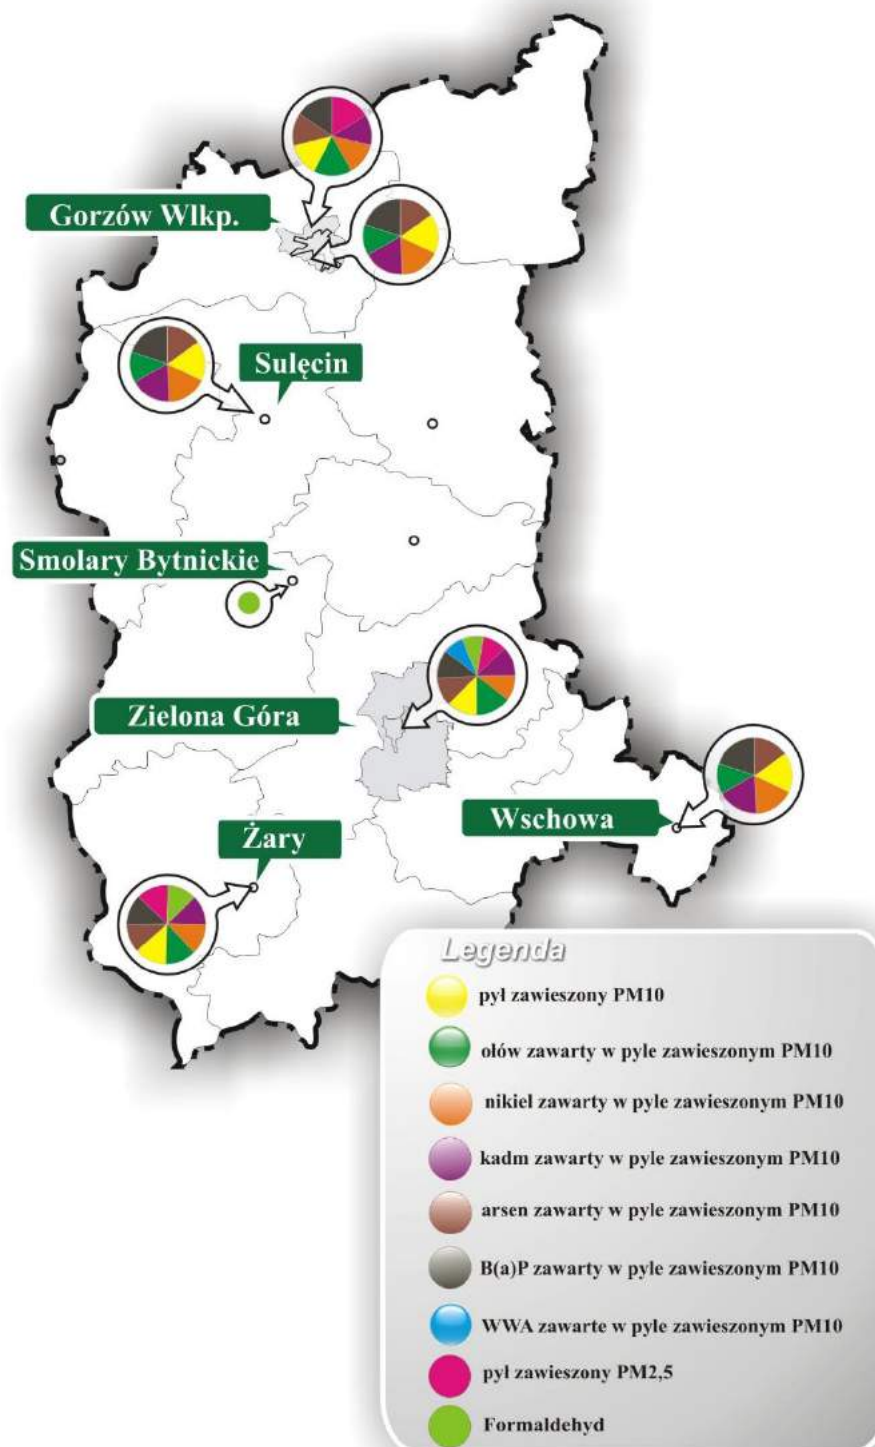 Gorzów Wlkp.
Sulęcin
Smolary Bytnickie
Zielona Góra
Wschowa
Żary
Legenda
pył zawieszony PM10
ołów zawarty w pyle zawieszonym PM10
nikiel zawarty w pyle zawieszonym PM10
kadm zawarty w pyle zawieszonym PM10
arsen zawarty w pyle zawieszonym PM10
B(a)P zawarty w pyle zawieszonym PM10
WWA zawarte w pyle zawieszonym PM10
pył zawieszony PM2,5
Formaldehyd